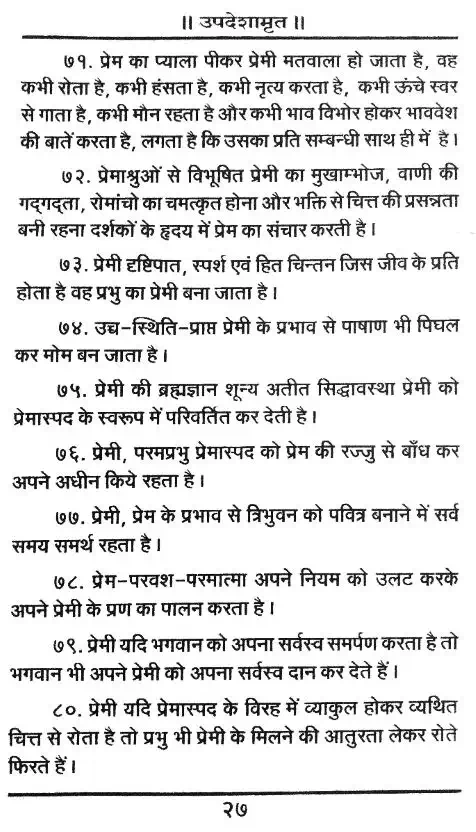 ॥ उपदेशामृत ॥
७१. प्रेम का प्याला पीकर प्रेमी मतवाला हो जाता है, वह
कभी रोता है, कभी हंसता है, कभी नृत्य करता है, कभी ऊंचे स्वर
से गाता है, कभी मौन रहता है और कभी भाव विभोर होकर भाववेश
की बातें करता है, लगता है कि उसका प्रति सम्बन्धी साथ ही में है।
७२. प्रेमाश्रुओं से विभूषित प्रेमी का मुखाम्भोज, वाणी की
गद्‌गद्‌ता, रोमांचो का चमत्कृत होना और भक्ति से चित्त की प्रसन्नता
बनी रहना दर्शकों के हृदय में प्रेम का संचार करती है।
७३. प्रेमी दृष्टिपात, स्पर्श एवं हित चिन्तन जिस जीव के प्रति
होता है वह प्रभु का प्रेमी बना जाता है।
७४. उच्च-स्थिति-प्राप्त प्रेमी के प्रभाव से पाषाण भी पिघल
कर मोम बन जाता है।
७५. प्रेमी की ब्रह्मज्ञान शून्य अतीत सिद्धावस्था प्रेमी को
प्रेमास्पद के स्वरूप में परिवर्तित कर देती है।
७६. प्रेमी, परमप्रभु प्रेमास्पद को प्रेम की रज्जु से बाँध कर
अपने अधीन किये रहता है।
७७. प्रेमी, प्रेम के प्रभाव से त्रिभुवन को पवित्र बनाने में सर्व
समय समर्थ रहता है।
७८. प्रेम-परवश-परमात्मा अपने नियम को उलट करके
अपने प्रेमी के प्रण का पालन करता है।
७९. प्रेमी यदि भगवान को अपना सर्वस्व समर्पण करता है तो
भगवान भी अपने प्रेमी को अपना सर्वस्व दान कर देते हैं।
८०. प्रेमी यदि प्रेमास्पद के विरह में व्याकुल होकर व्यथित
चित्त से रोता है तो प्रभु भी प्रेमी के मिलने की आतुरता लेकर रोते
फिरते हैं।
२७